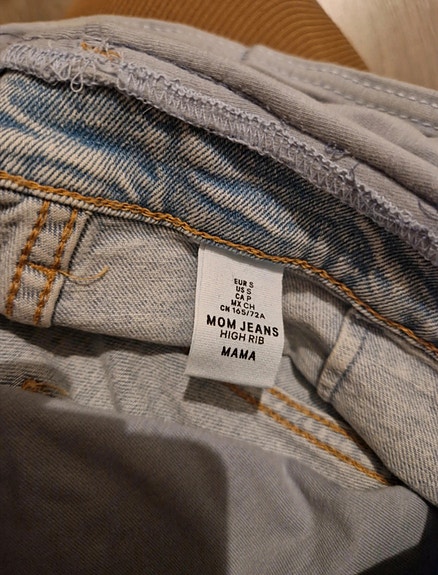 EUR S
US S
CA P
MX CH
CN 165/72A
MOM JEANS
HIGH RIB
MAMA